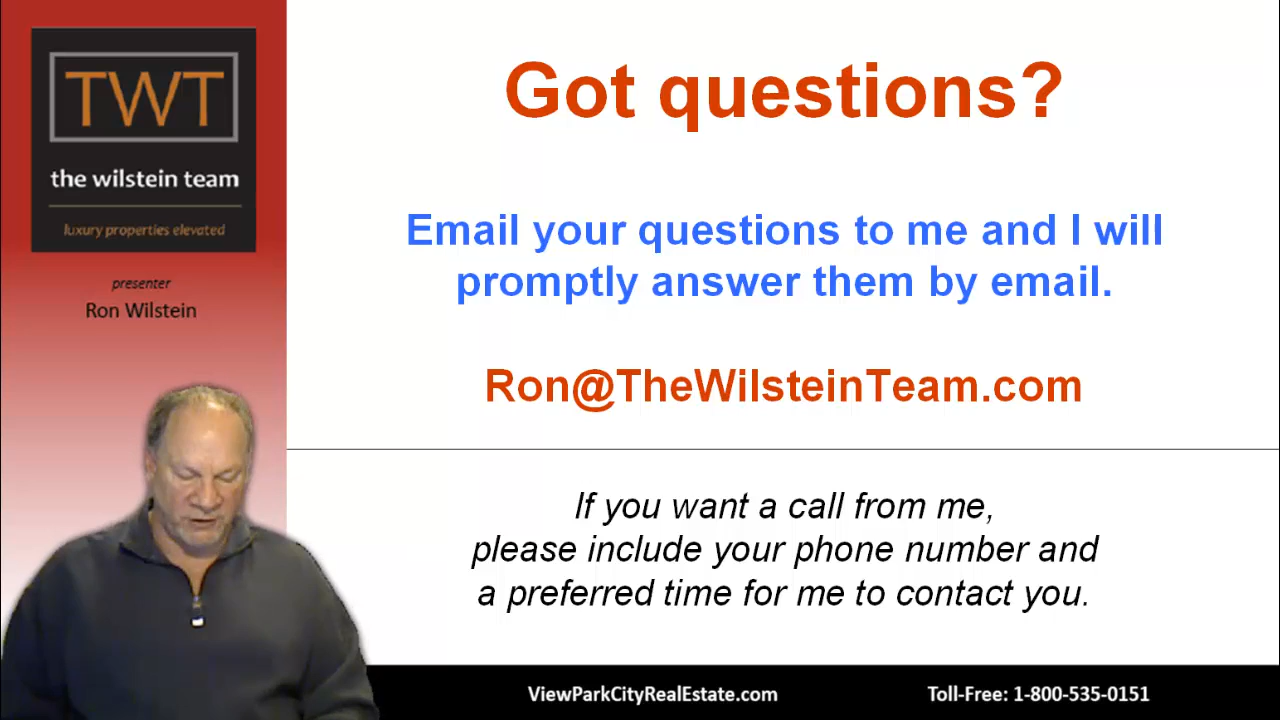 TWT
the wilstein team
luxury properties elevated
presenter
Ron Wilstein
Got questions?
Email your questions to me and I will
promptly answer them by email.
Ron@TheWilsteinTeam.com
If you want a call from me,
please include your phone number and
a preferred time for me to contact you.
ViewParkCityRealEstate.com
Toll-Free: 1-800-535-0151